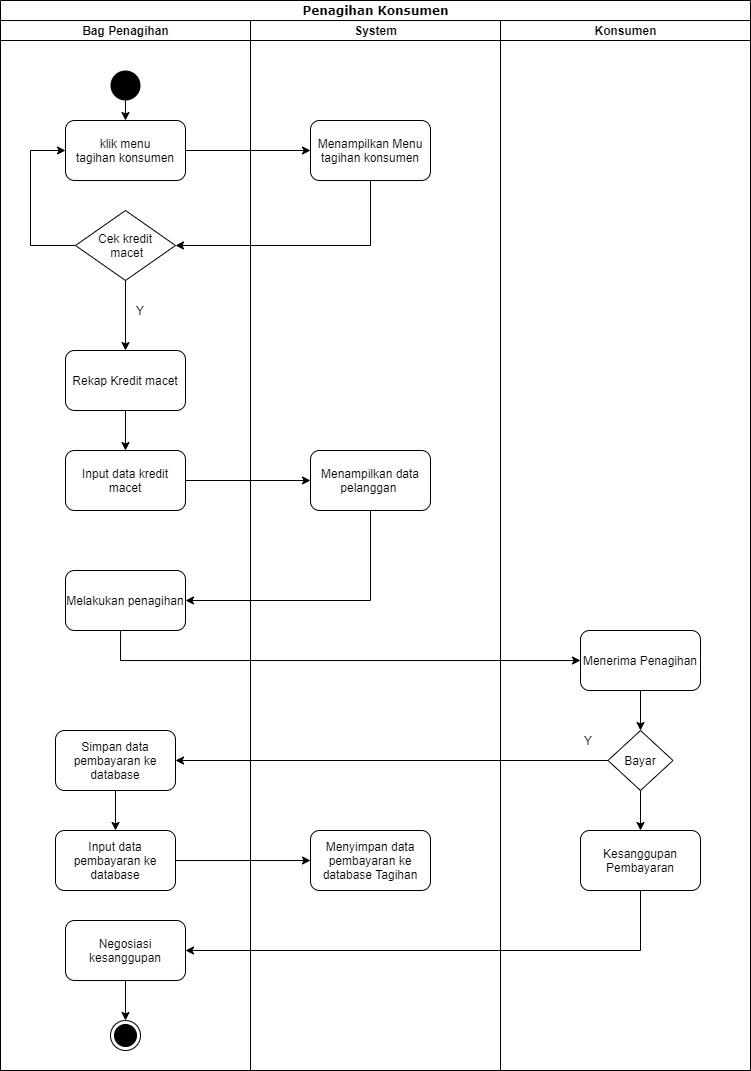 Penagihan Konsumen
Bag Penagihan
System
Konsumen
klik menu
tagihan konsumen
Menampilkan Menu
tagihan konsumen
Cek kredit
macet
Y
Rekap Kredit macet
Input data kredit
macet
Menampilkan data
pelanggan
Melakukan penagihan
Menerima Penagihan
Y
Bayar
Simpan data
pembayaran ke
database
Input data
pembayaran ke
database
Menyimpan data
pembayaran ke
database Tagihan
Kesanggupan
Pembayaran
Negosiasi
kesanggupan